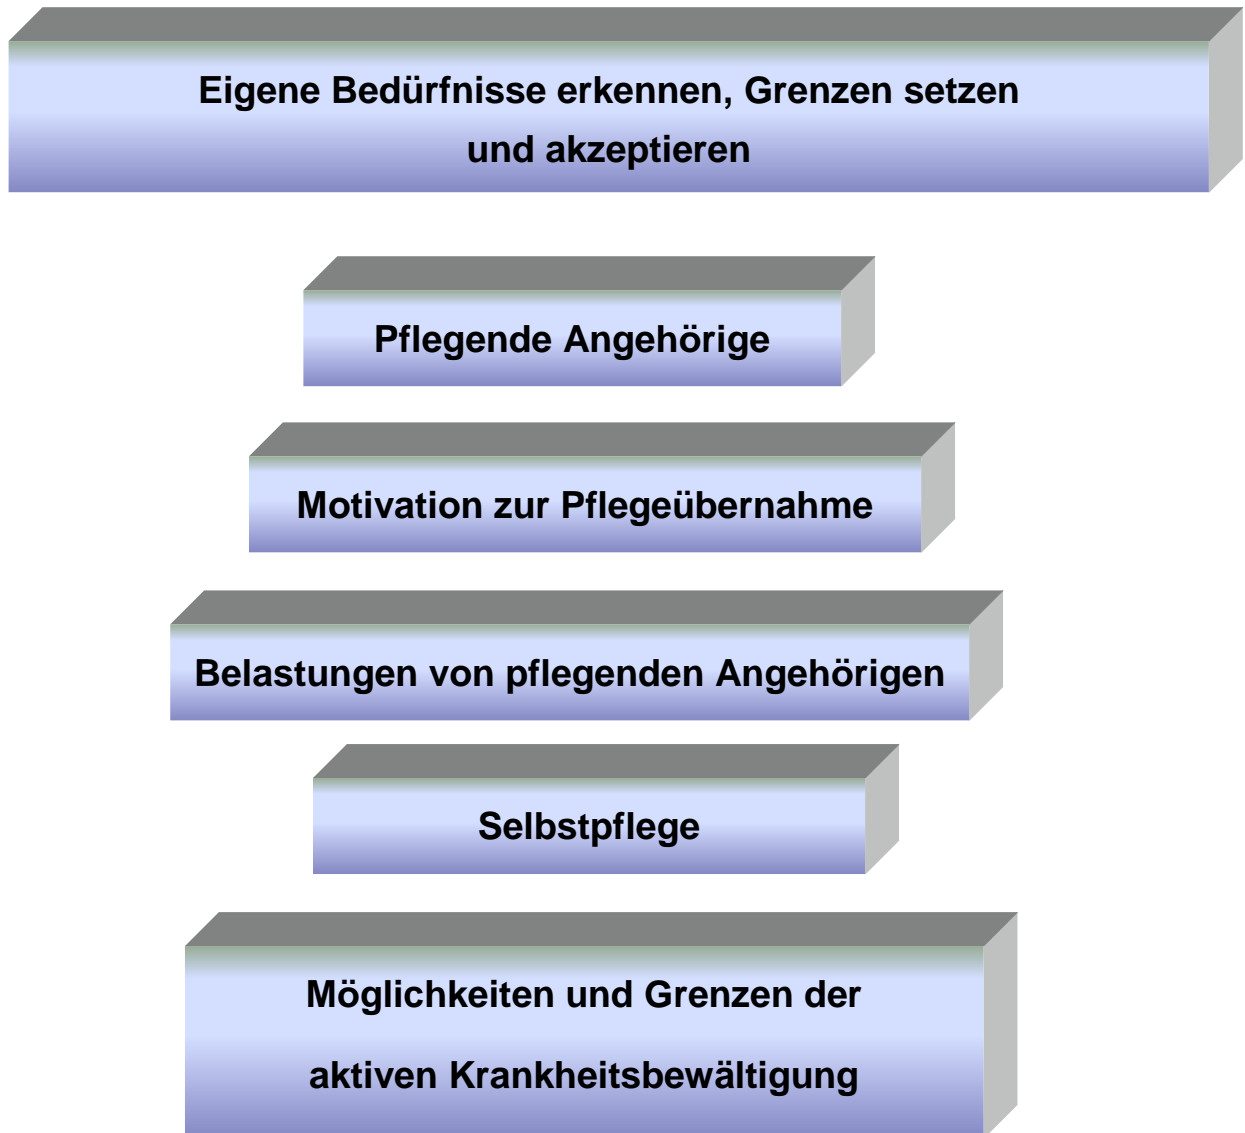 Eigene Bedürfnisse erkennen, Grenzen setzen
und akzeptieren
Pflegende Angehörige
Motivation zur Pflegeübernahme
Belastungen von pflegenden Angehörigen
Selbstpflege
Möglichkeiten und Grenzen der
aktiven Krankheitsbewältigung